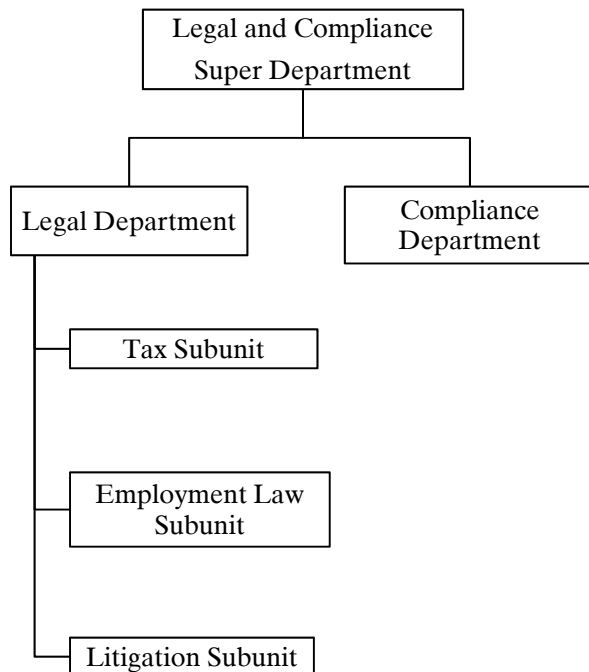 Legal and Compliance
Super Department
Legal Department
Compliance
Department
Tax Subunit
Employment Law
Subunit
Litigation Subunit